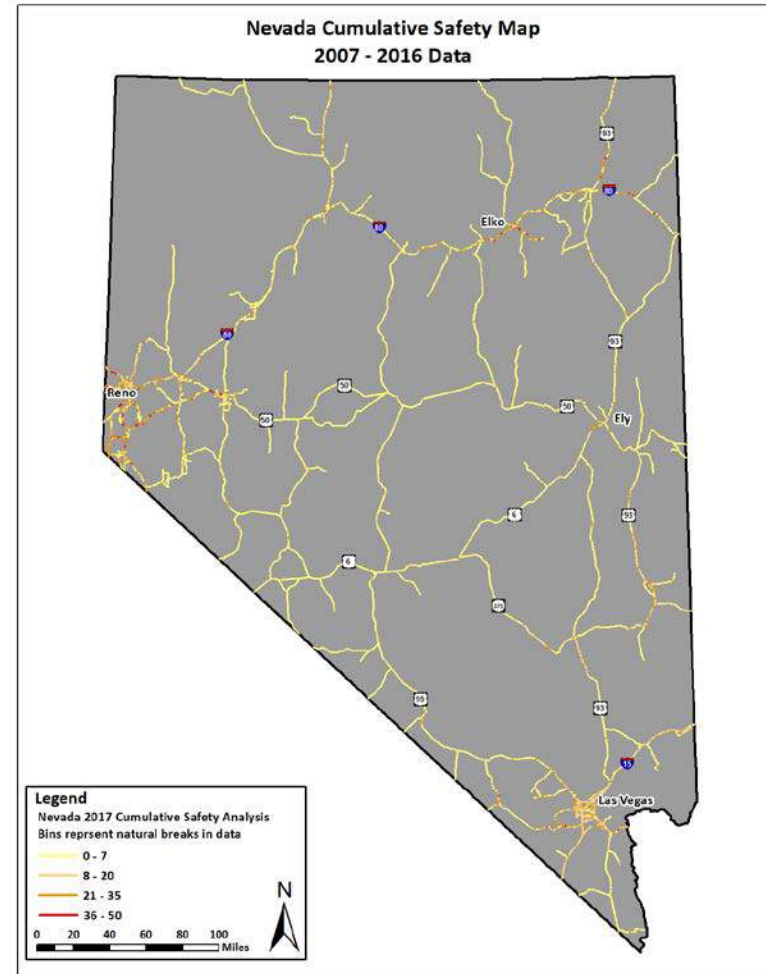 Nevada Cumulative Safety Map
2007 - 2016 Data
93
80
Elko
80
80
93
Reno
50
50
50
Ely
93
6
6
375
95
93
15
Las Vegas
Legend
Nevada 2017 Cumulative Safety Analysis
Bins reprsent natural breaks in data
0 - 7
8 - 20
21 - 35
36 - 50
N
0 20 40 60 80 100
Miles